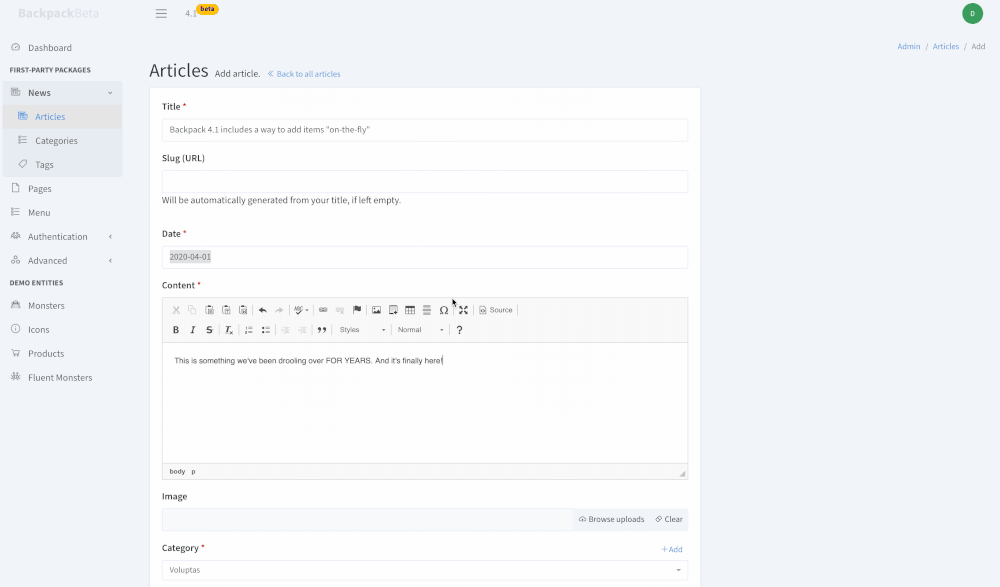 BackpackBeta
4.1 beta
D
Dashboard
FIRST-PARTY PACKAGES
News
Articles
Categories
Tags
Pages
Menu
Authentication
Advanced
DEMO ENTITIES
Monsters
Icons
Products
Fluent Monsters
Admin / Articles / Add
Articles Add article. Back to all articles
Title *
Backpack 4.1 includes a way to add items "on-the-fly"
Slug (URL)
Will be automatically generated from your title, if left empty.
Date *
2020-04-01
Content *
Source
B I S Tx Styles Normal ?
This is something we've been drooling over FOR YEARS. And it's finally here!
body p
Image
Browse uploads Clear
Category *
+ Add
Voluptas